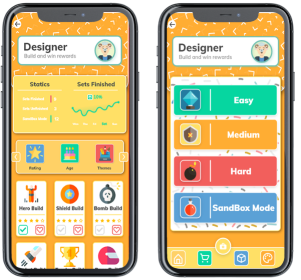 Designer
Build and win rewards
Statics
Sets Finished
Rating
Age
Themes
Hero Build
Shield Build
Bomb Build
Designer
Build and win rewards
Easy
Medium
Hard
SandBox Mode